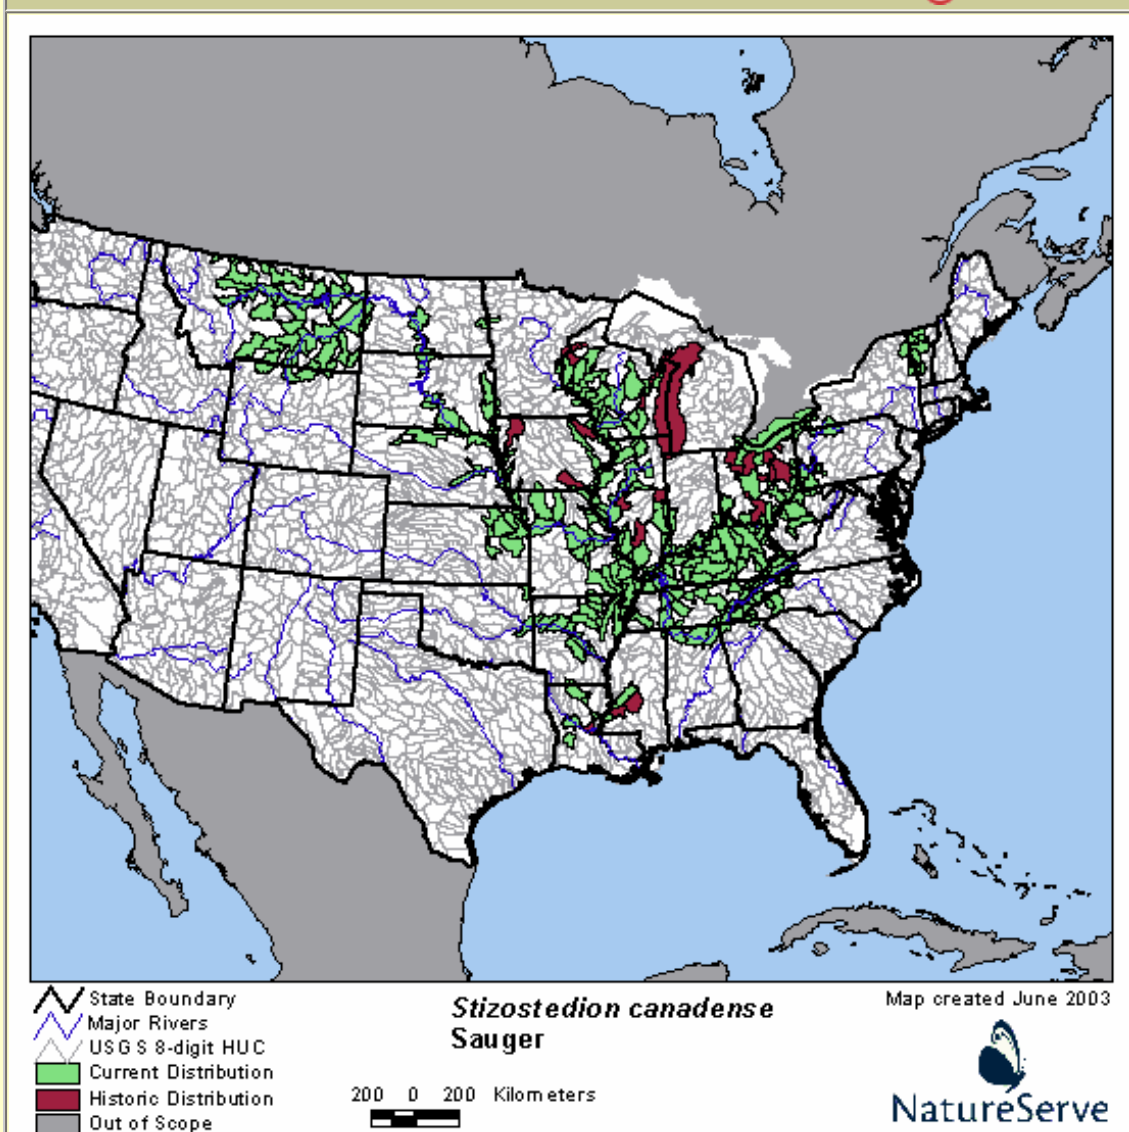 State Boundary
Major Rivers
USGS 8-digit HUC
Current Distribution
Historic Distribution
Out of Scope
Stizostedion canadense
Sauger
200 0 200 Kilometers
Map created June 2003
NatureServe